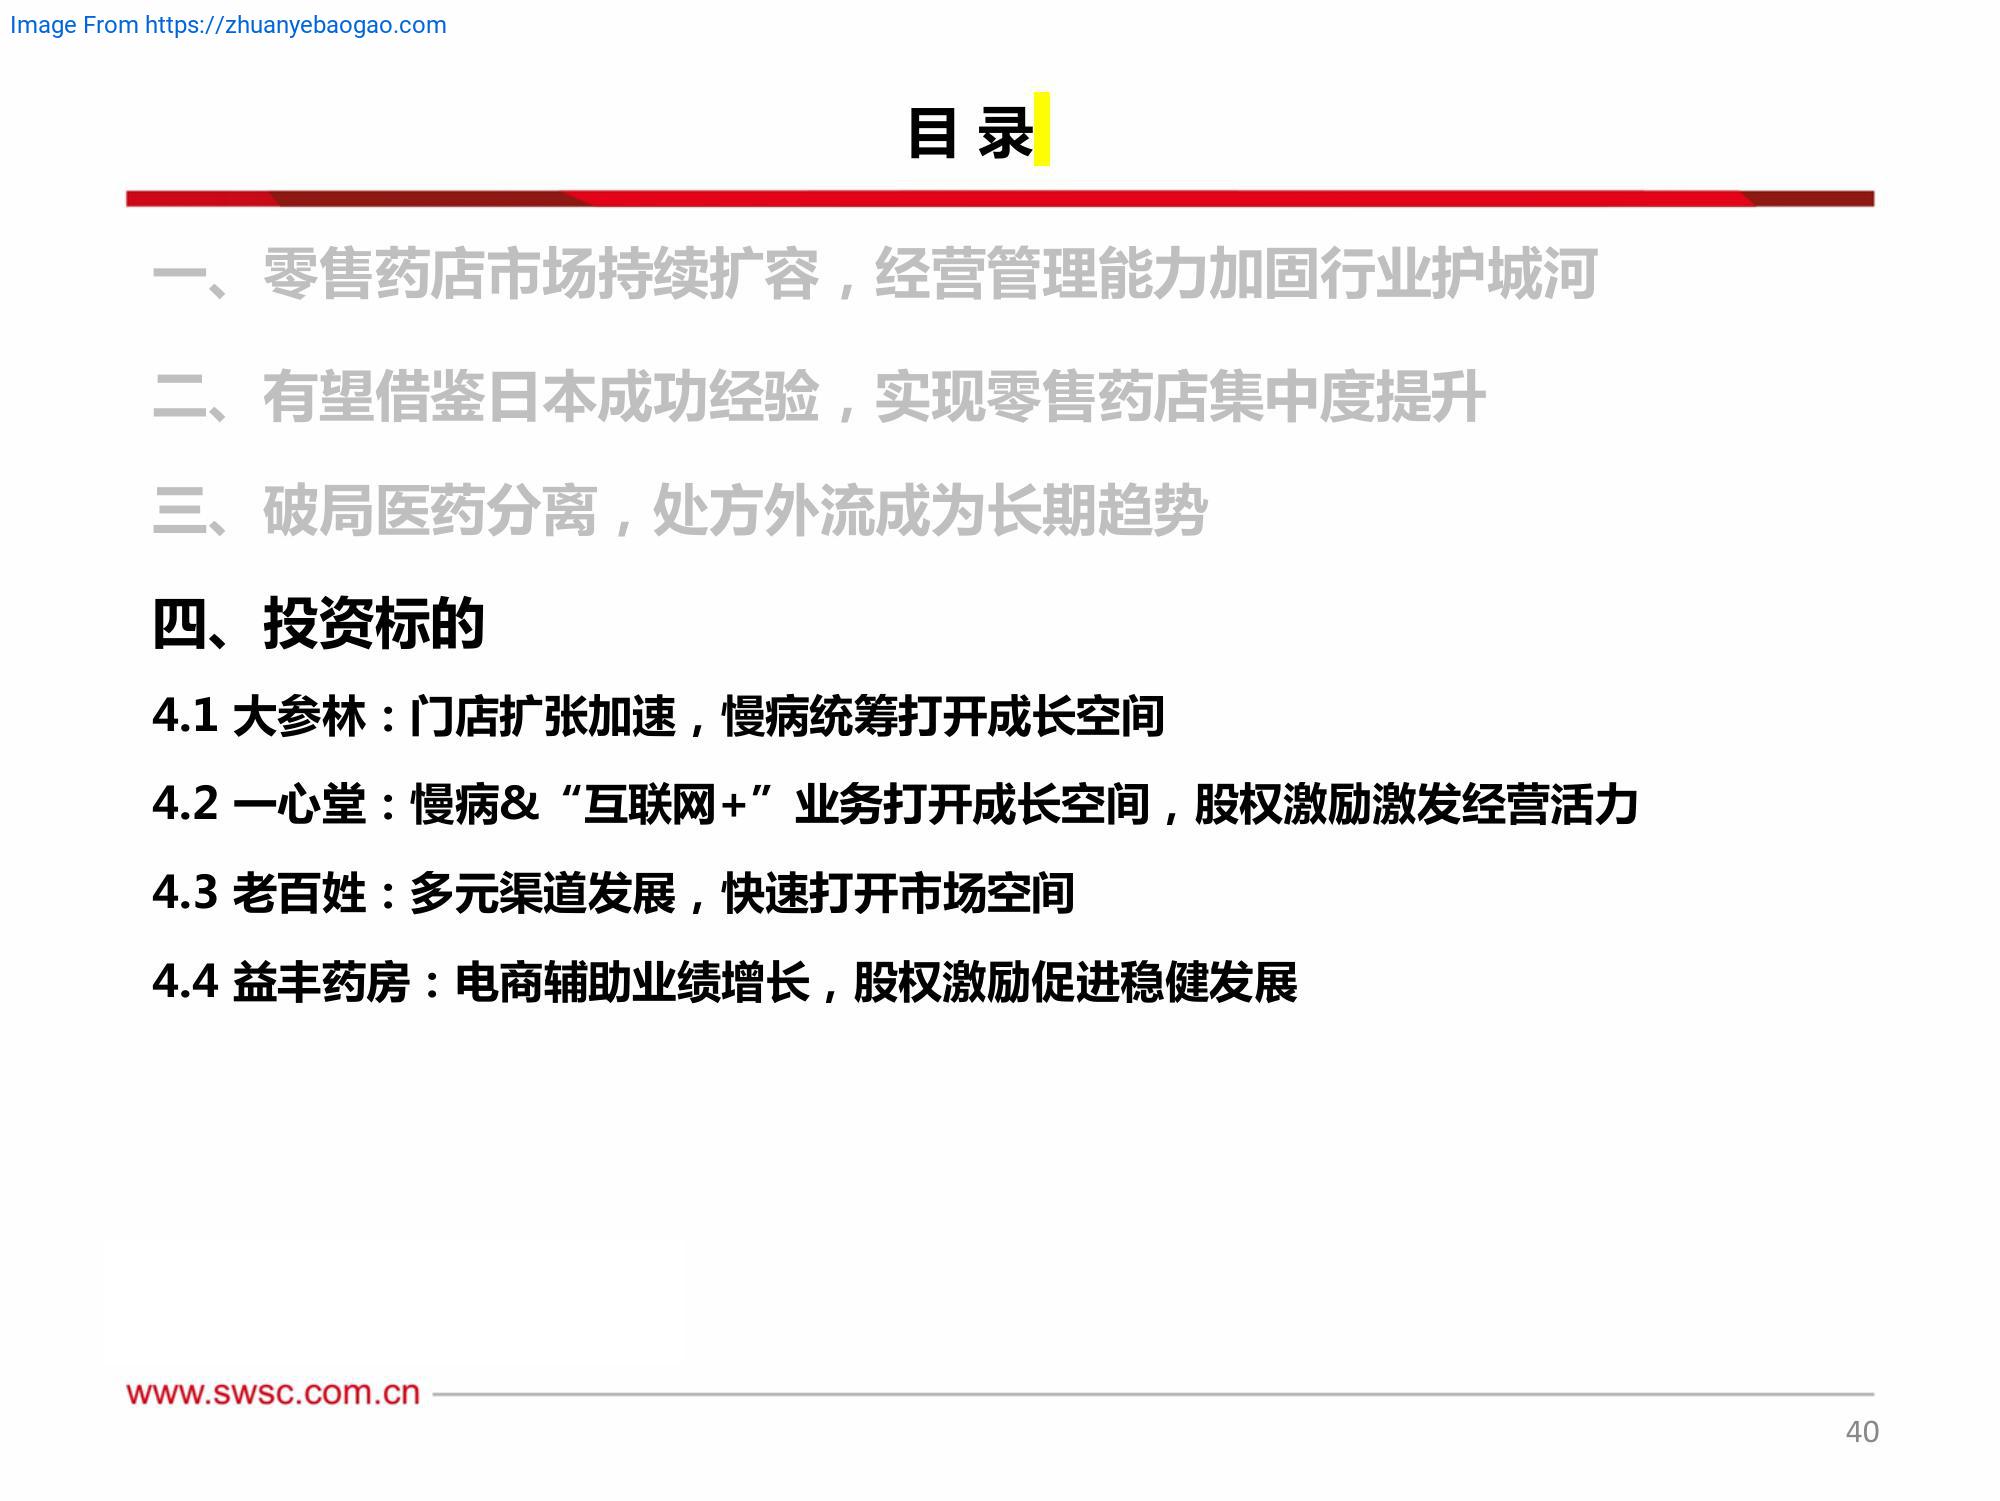 Image From https://zhuanyebaogao.com
目 录
一、零售药店市场持续扩容，经营管理能力加固行业护城河
二、有望借鉴日本成功经验，实现零售药店集中度提升
三、破局医药分离，处方外流成为长期趋势
四、投资标的
4.1 大参林：门店扩张加速，慢病统筹打开成长空间
4.2 一心堂：慢病&“互联网+”业务打开成长空间，股权激励激发经营活力
4.3 老百姓：多元渠道发展，快速打开市场空间
4.4 益丰药房：电商辅助业绩增长，股权激励促进稳健发展
www.swsc.com.cn
40